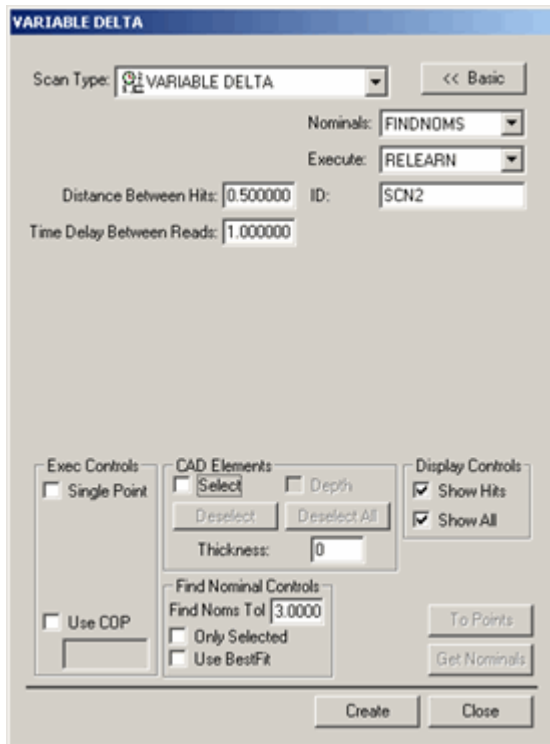 VARIABLE DELTA
Scan Type: VARIABLE DELTA << Basic
Nominals: FINDNOMS
Execute: RELEARN
Distance Between Hits: 0.500000 ID: SCN2
Time Delay Between Reads: 1.000000
Exec Controls CAD Elements Display Controls
Single Point Select Depth Show Hits
Deselect Deselect All Show All
Thickness: 0
Find Nominal Controls
Find Noms Tol 3.0000
Use COP Only Selected To Points
Use BestFit Get Nominals
Create Close